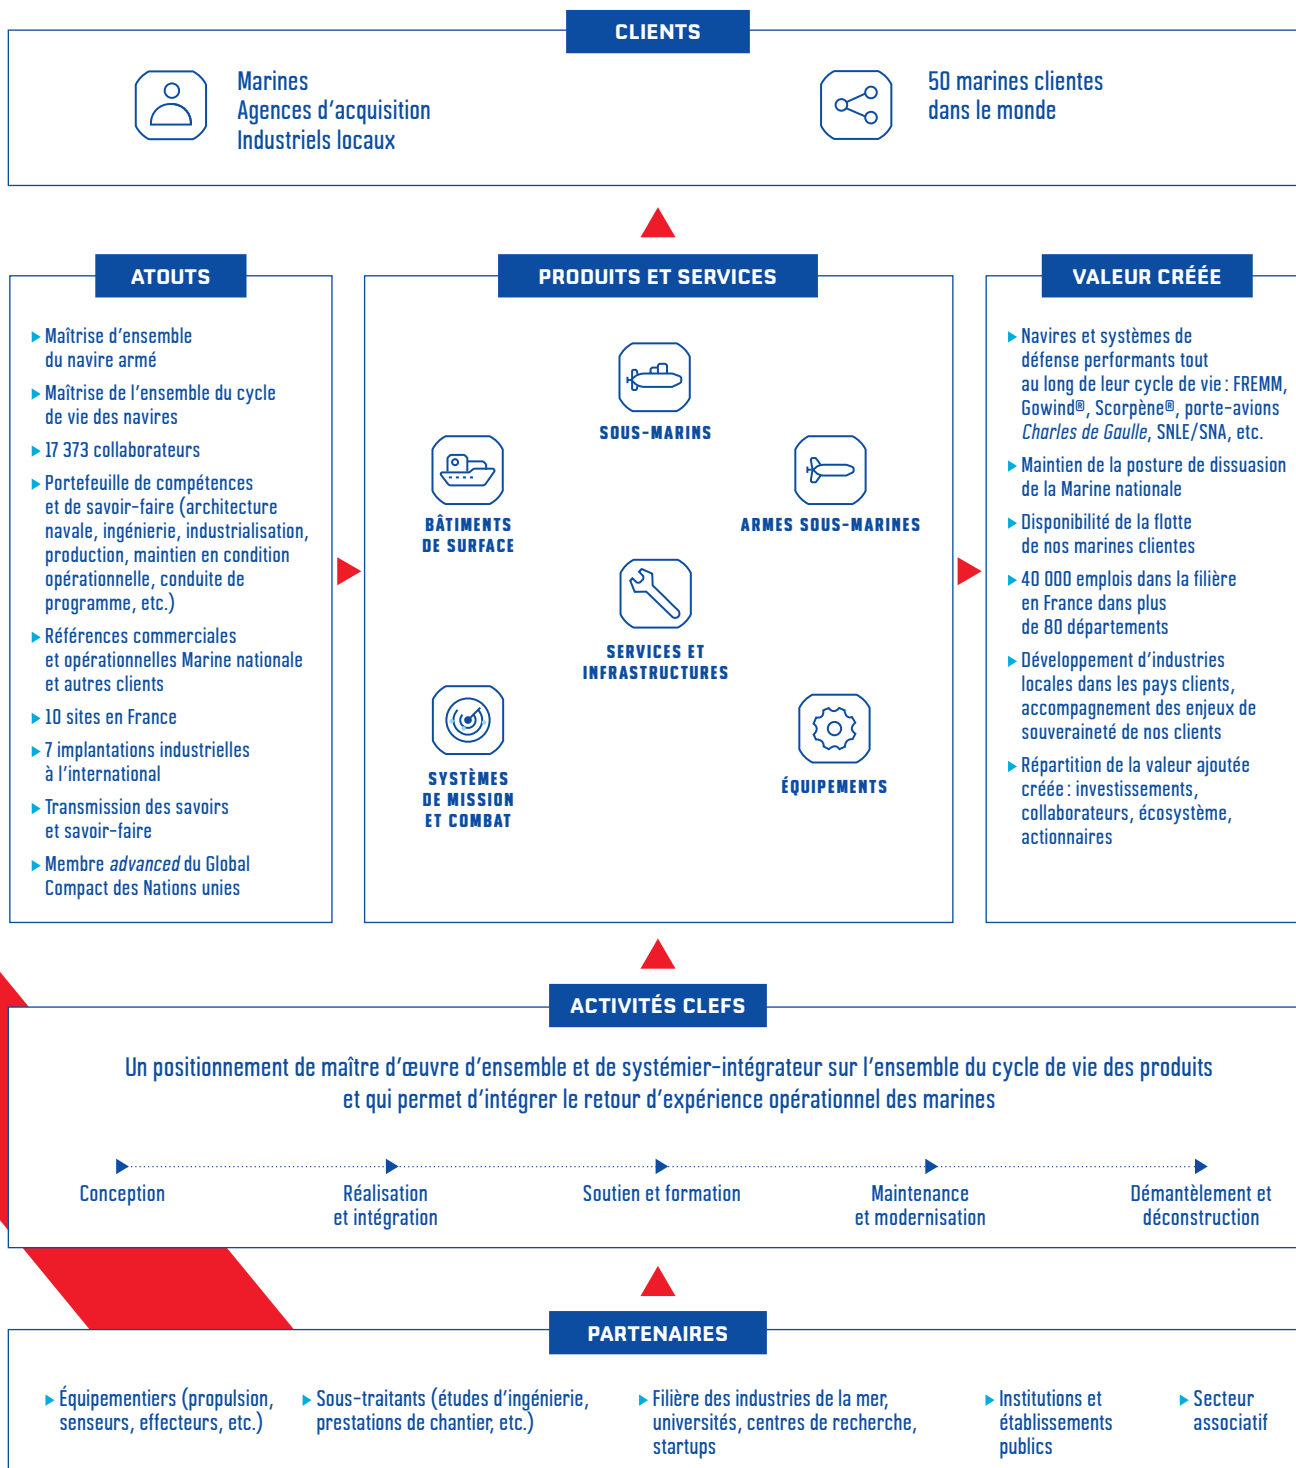 CLIENTS
Marines
Agences d'acquisition
Industriels locaux
50 marines clientes
dans le monde
ATOUTS
Maîtrise d'ensemble
du navire armé
Maîtrise de l'ensemble du cycle
de vie des navires
17 373 collaborateurs
Portefeuille de compétences
et de savoir-faire (architecture
navale, ingénierie, industrialisation,
production, maintien en condition
opérationnelle, conduite de
programme, etc.)
Références commerciales
et opérationnelles Marine nationale
et autres clients
10 sites en France
7 implantations industrielles
à l'international
Transmission des savoirs
et savoir-faire
Membre advanced du Global
Compact des Nations unies
PRODUITS ET SERVICES
SOUS-MARINS
BÂTIMENTS
DE SURFACE
ARMES SOUS-MARINES
SERVICES ET
INFRASTRUCTURES
SYSTÈMES
DE MISSION
ET COMBAT
ÉQUIPEMENTS
VALEUR CRÉÉE
Navires et systèmes de
défense performants tout
au long de leur cycle de vie : FREMM,
Gowind®, Scorpène®, porte-avions
Charles de Gaulle, SNLE/SNA, etc.
Maintien de la posture de dissuasion
de la Marine nationale
Disponibilité de la flotte
de nos marines clientes
40 000 emplois dans la filière
en France dans plus
de 80 départements
Développement d'industries
locales dans les pays clients,
accompagnement des enjeux de
souveraineté de nos clients
Répartition de la valeur ajoutée
créée : investissements,
collaborateurs, écosystème,
actionnaires
ACTIVITÉS CLEFS
Un positionnement de maître d'œuvre d'ensemble et de systémier-intégrateur sur l'ensemble du cycle de vie des produits
et qui permet d'intégrer le retour d'expérience opérationnel des marines
Conception
Réalisation
et intégration
Soutien et formation
Maintenance
et modernisation
Démantèlement et
déconstruction
PARTENAIRES
Équipementiers (propulsion,
senseurs, effecteurs, etc.)
Sous-traitants (études d'ingénierie,
prestations de chantier, etc.)
Filière des industries de la mer,
universités, centres de recherche,
startups
Institutions et
établissements
publics
Secteur
associatif